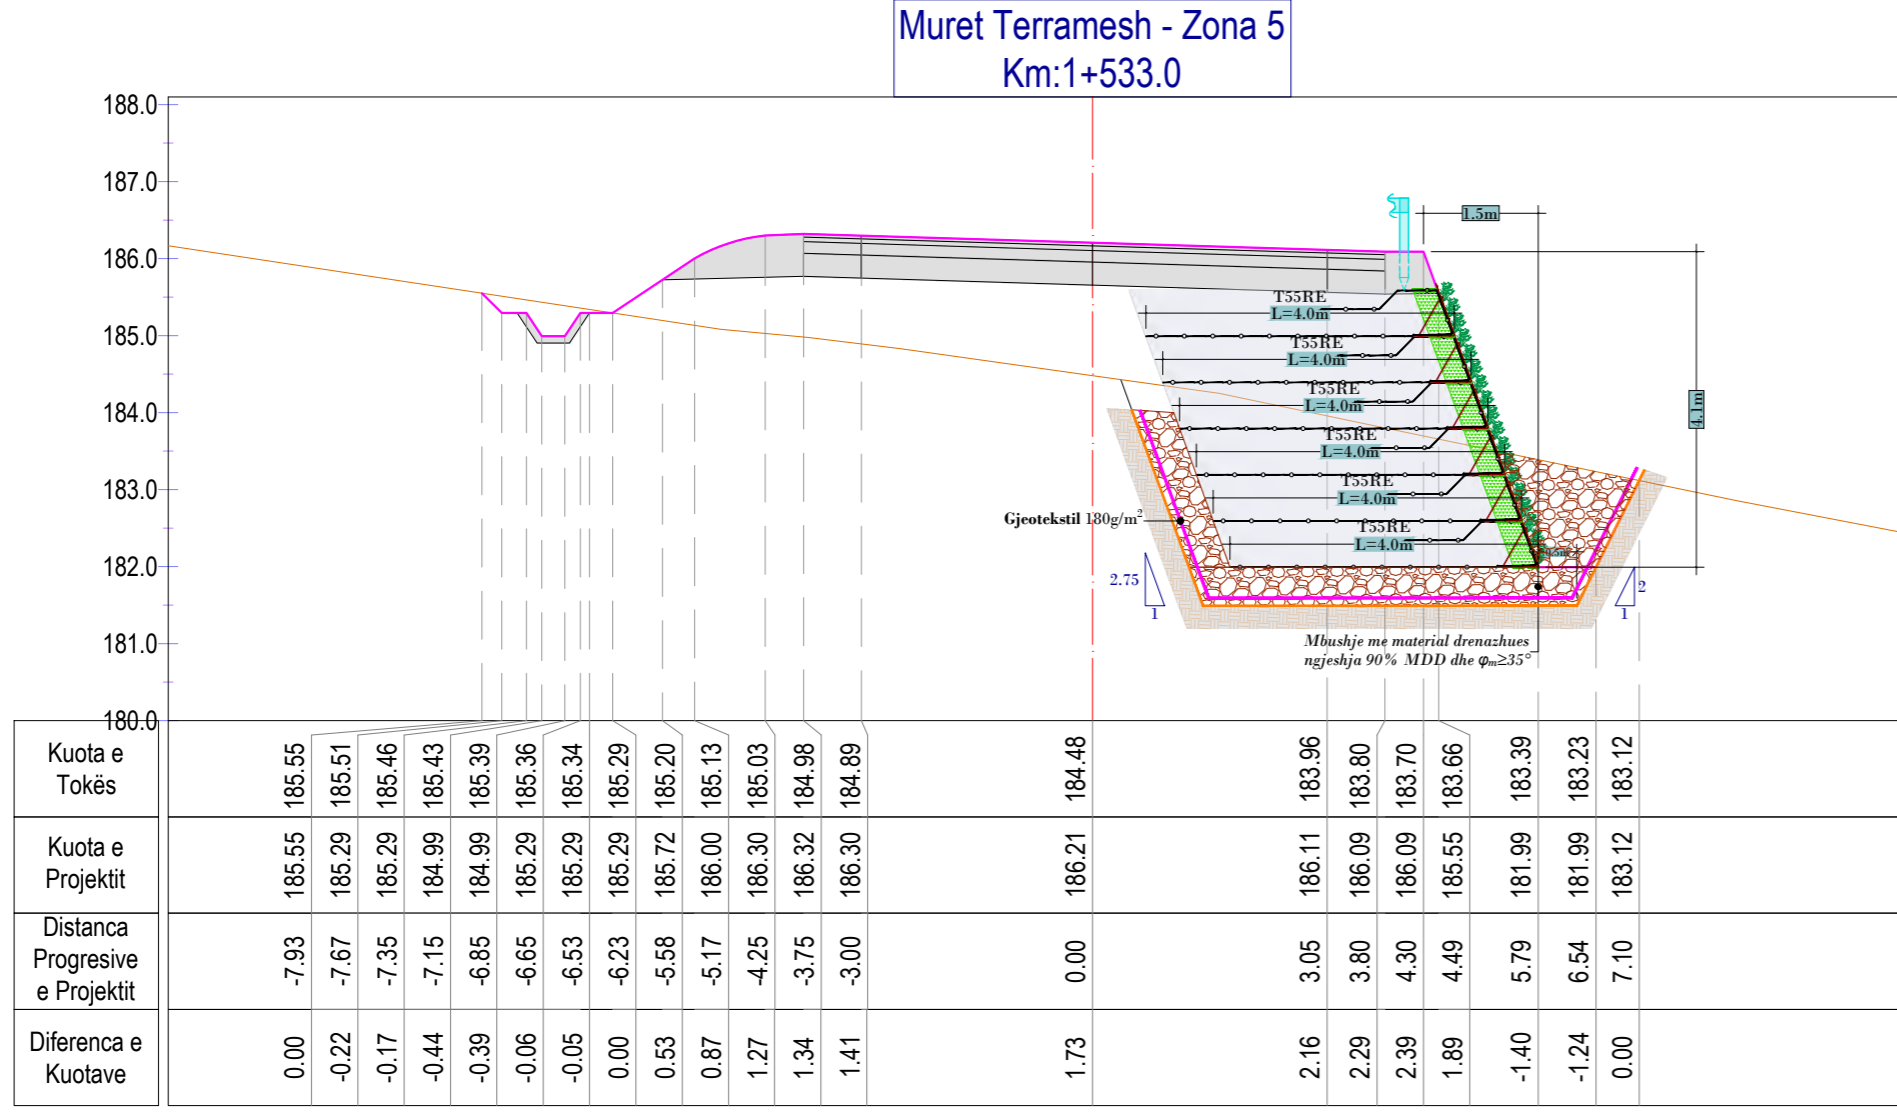 Muret Terramesh - Zona 5
Km:1+533.0
188.0
187.0
186.0
185.0
184.0
183.0
182.0
181.0
180.0
1.5m
4.1m
T55RE
L=4.0m
T55RE
L=4.0m
T55RE
L=4.0m
T55RE
L=4.0m
T55RE
L=4.0m
T55RE
L=4.0m
Gjeotekstil 180g/m²
2.75
1
2
1
Mbushje me material drenazhues
ngjeshja 90% MDD dhe φm≥35°
Kuota e
Tokës
185.55 185.51 185.46 185.43 185.39 185.36 185.34 185.29 185.20 185.13 185.03 184.98 184.89 184.48 183.96 183.80 183.70 183.66 183.39 183.23 183.12
Kuota e
Projektit
185.55 185.29 185.29 184.99 184.99 185.29 185.29 185.29 185.72 186.00 186.30 186.32 186.30 186.21 186.11 186.09 186.09 185.55 181.99 181.99 183.12
Distanca
Progresive
e Projektit
-7.93 -7.67 -7.35 -7.15 -6.85 -6.65 -6.53 -6.23 -5.58 -5.17 -4.25 -3.75 -3.00 0.00 3.05 3.80 4.30 4.49 5.79 6.54 7.10
Diferenca e
Kuotave
0.00 -0.22 -0.17 -0.44 -0.39 -0.06 -0.05 0.00 0.53 0.87 1.27 1.34 1.41 1.73 2.16 2.29 2.39 1.89 -1.40 -1.24 0.00